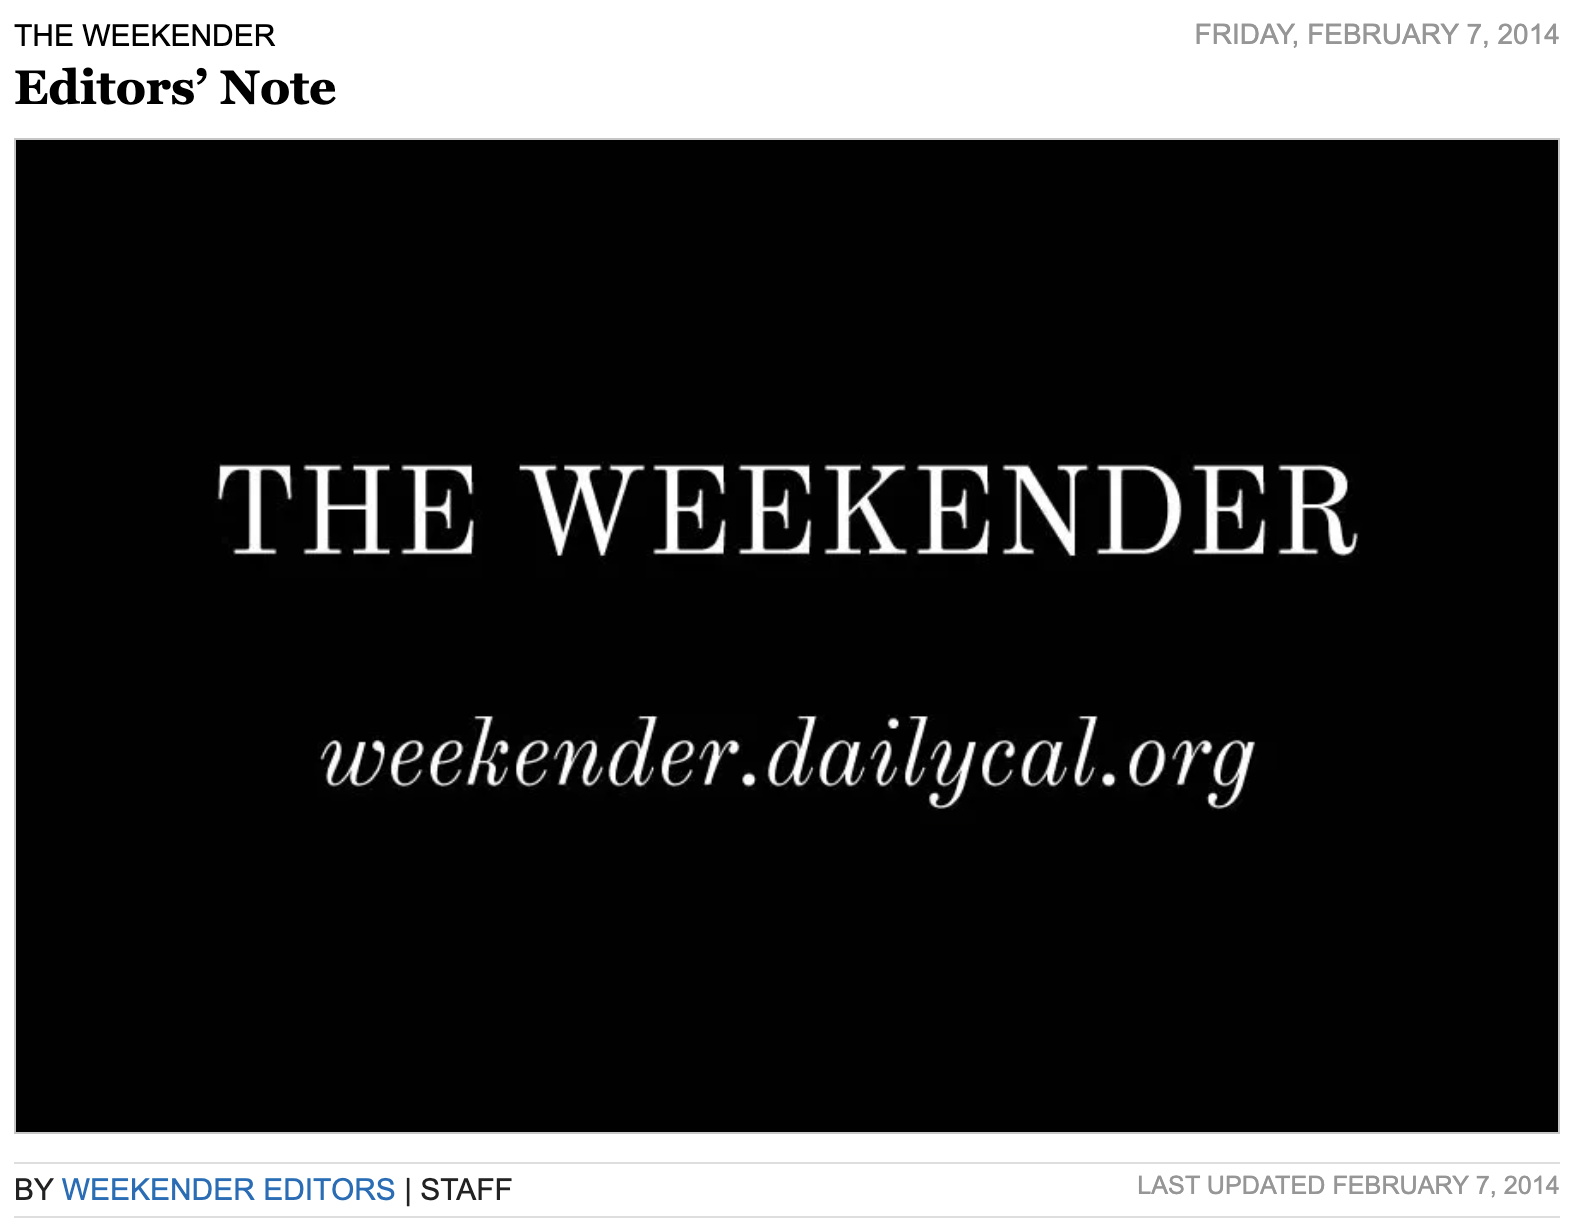 THE WEEKENDER
FRIDAY, FEBRUARY 7, 2014
Editors’ Note
THE WEEKENDER
weekender.dailycal.org
BY WEEKENDER EDITORS | STAFF
LAST UPDATED FEBRUARY 7, 2014